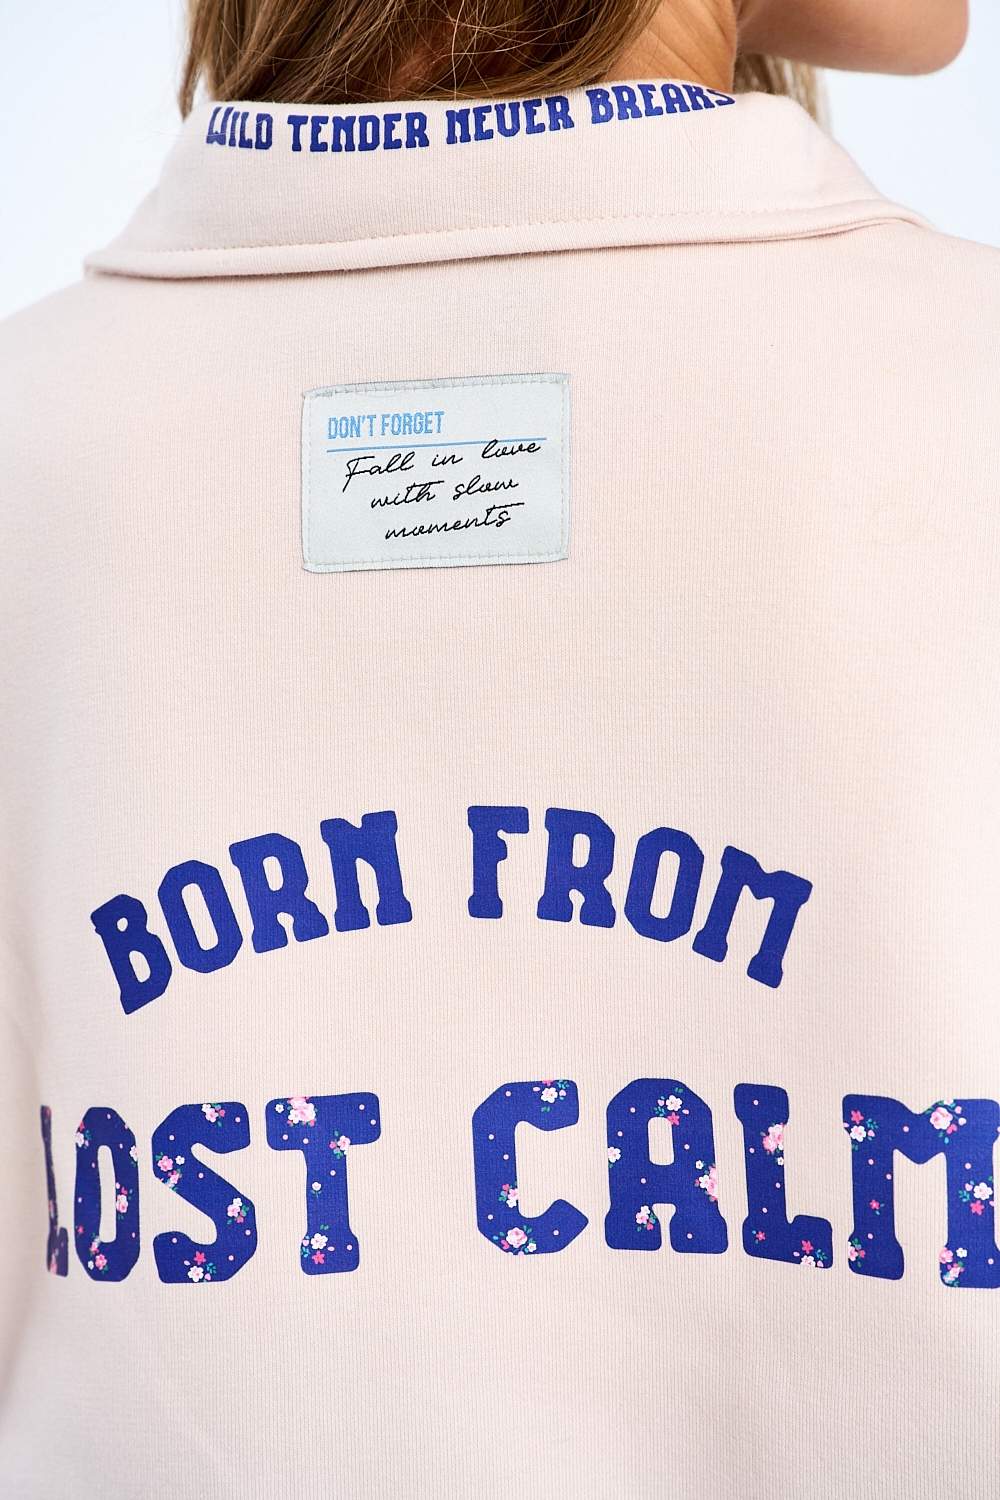 WILD TENDER NEVER BREAKS
DON'T FORGET
Fall in love
with slow
moments
BORN FROM
LOST CALM